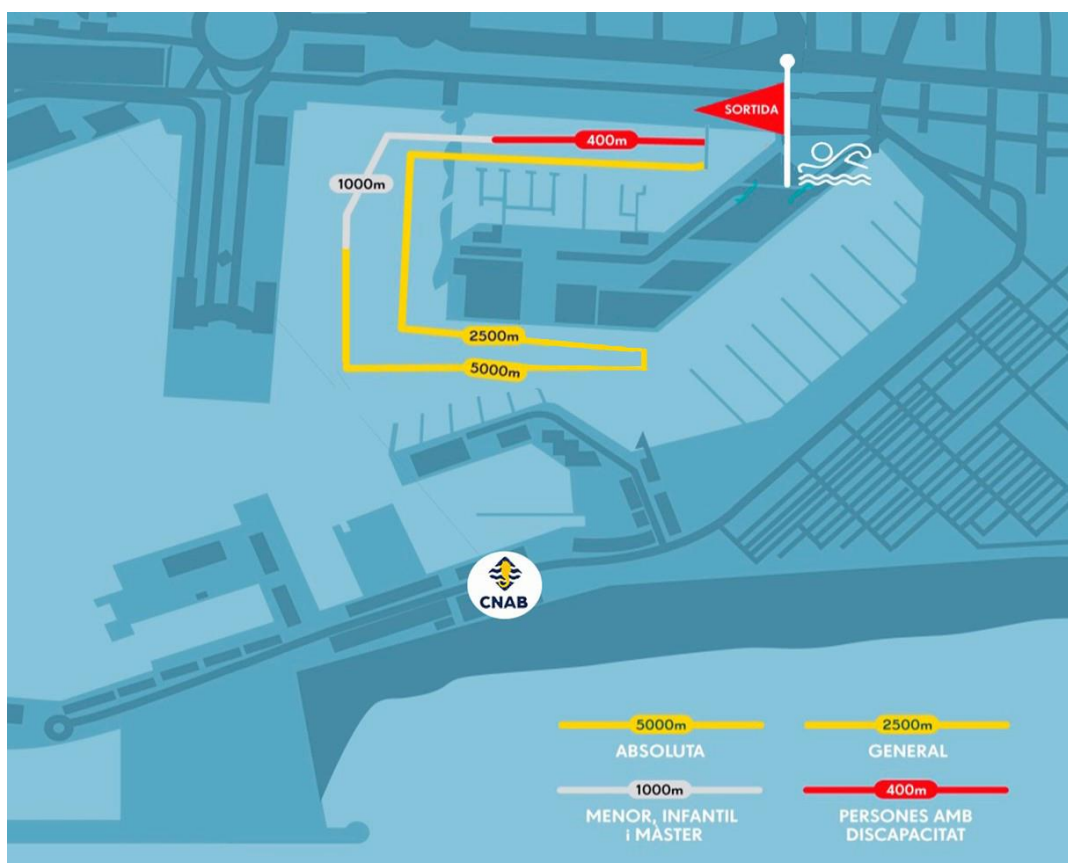 SORTIDA
400m
1000m
2500m
5000m
CNAB
5000m
ABSOLUTA
2500m
GENERAL
1000m
MENOR, INFANTIL
i MÀSTER
400m
PERSONES AMB
DISCAPACITAT